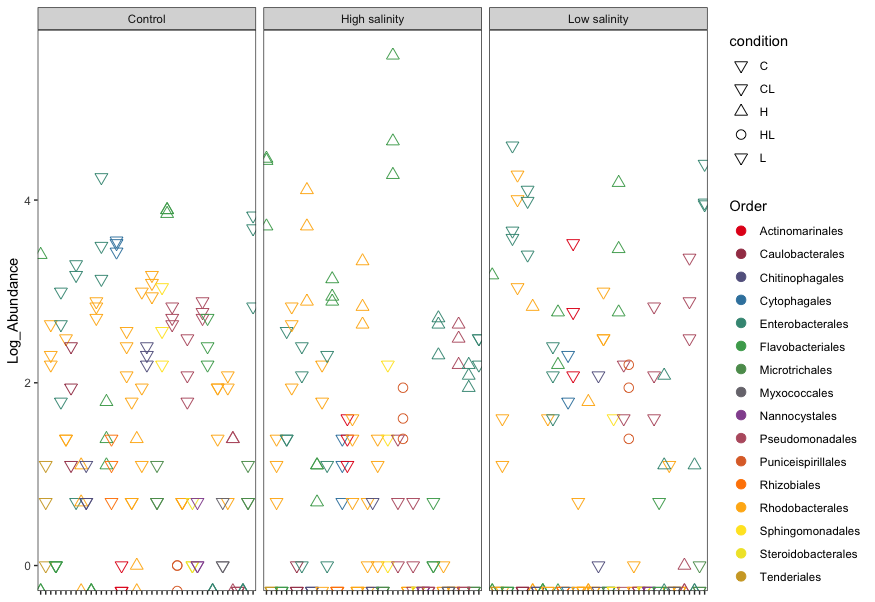 Control
High salinity
Low salinity
Log_Abundance
4
2
0
condition
C
CL
H
HL
L
Order
Actinomarinales
Caulobacterales
Chitinophagales
Cytophagales
Enterobacterales
Flavobacteriales
Microtrichales
Myxococcales
Nannocystales
Pseudomonadales
Puniceispirillales
Rhizobiales
Rhodobacterales
Sphingomonadales
Steroidobacterales
Tenderiales